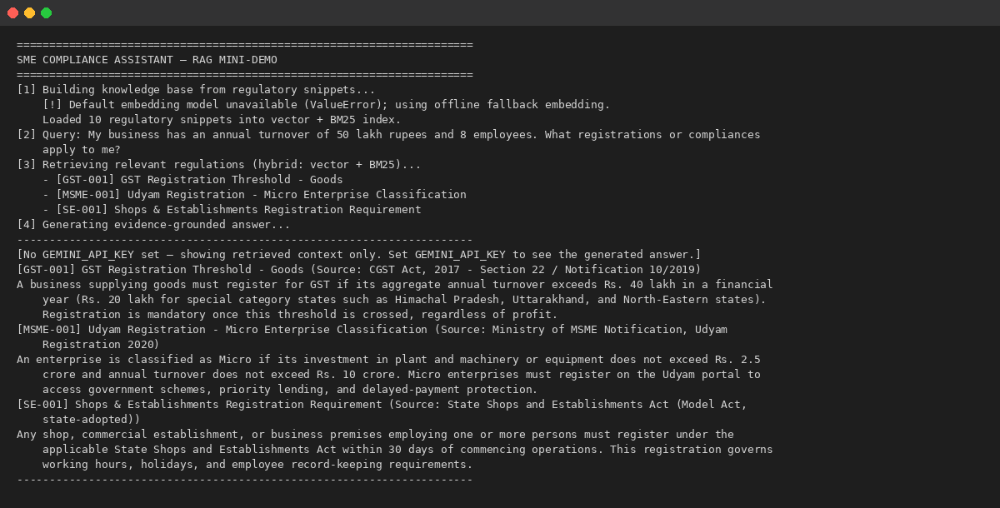 ======================================================================
SME COMPLIANCE ASSISTANT — RAG MINI-DEMO
======================================================================
[1] Building knowledge base from regulatory snippets...
    [!] Default embedding model unavailable (ValueError); using offline fallback embedding.
    Loaded 10 regulatory snippets into vector + BM25 index.
[2] Query: My business has an annual turnover of 50 lakh rupees and 8 employees. What registrations or compliances
    apply to me?
[3] Retrieving relevant regulations (hybrid: vector + BM25)...
    - [GST-001] GST Registration Threshold - Goods
    - [MSME-001] Udyam Registration - Micro Enterprise Classification
    - [SE-001] Shops & Establishments Registration Requirement
[4] Generating evidence-grounded answer...
----------------------------------------------------------------------
[No GEMINI_API_KEY set — showing retrieved context only. Set GEMINI_API_KEY to see the generated answer.]
[GST-001] GST Registration Threshold - Goods (Source: CGST Act, 2017 - Section 22 / Notification 10/2019)
A business supplying goods must register for GST if its aggregate annual turnover exceeds Rs. 40 lakh in a financial
    year (Rs. 20 lakh for special category states such as Himachal Pradesh, Uttarakhand, and North-Eastern states).
    Registration is mandatory once this threshold is crossed, regardless of profit.
[MSME-001] Udyam Registration - Micro Enterprise Classification (Source: Ministry of MSME Notification, Udyam
    Registration 2020)
An enterprise is classified as Micro if its investment in plant and machinery or equipment does not exceed Rs. 2.5
    crore and annual turnover does not exceed Rs. 10 crore. Micro enterprises must register on the Udyam portal to
    access government schemes, priority lending, and delayed-payment protection.
[SE-001] Shops & Establishments Registration Requirement (Source: State Shops and Establishments Act (Model Act,
    state-adopted))
Any shop, commercial establishment, or business premises employing one or more persons must register under the
    applicable State Shops and Establishments Act within 30 days of commencing operations. This registration governs
    working hours, holidays, and employee record-keeping requirements.
----------------------------------------------------------------------